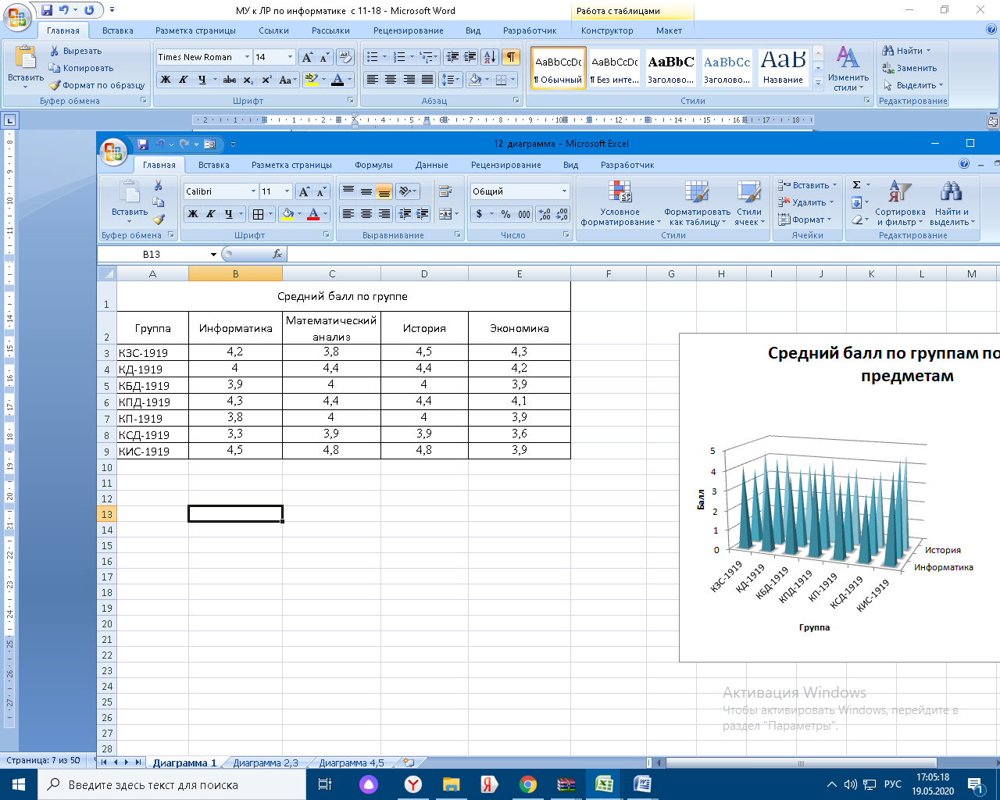 МУ к ЛР по информатике с 11-18 - Microsoft Word
Работа с таблицами
Главная Вставка Разметка страницы Ссылки Рассылки Рецензирование Вид Разработчик Конструктор Макет
Вставить
Вырезать
Копировать
Формат по образцу
Буфер обмена
Times New Roman 14
Ж К Ч abc x₂ x² Aa
Шрифт
Абзац
AaBbCcDc AaBbCcDc AaBbC AaBbCc AaB
¶ Обычный ¶ Без инте... Заголово... Заголово... Название
Изменить стили
Стили
Найти
Заменить
Выделить
Редактирование
12 диаграмма - Microsoft Excel
Главная Вставка Разметка страницы Формулы Данные Рецензирование Вид Разработчик
Вставить
Буфер обмена
Calibri 11
Ж К Ч
Шрифт
Выравнивание
Общий
$ % 000
Число
Условное форматирование
Форматировать как таблицу
Стили ячеек
Стили
Вставить
Удалить
Формат
Ячейки
Σ
Сортировка и фильтр
Найти и выделить
Редактирование
B13 fx
A B C D E F G H I J K L M
1 Средний балл по группе
2 Группа Информатика Математический анализ История Экономика
3 КЗС-1919 4,2 3,8 4,5 4,3
4 КД-1919 4 4,4 4,4 4,2
5 КБД-1919 3,9 4 4 3,9
6 КПД-1919 4,3 4,4 4,4 4,1
7 КП-1919 3,8 4 4 3,9
8 КСД-1919 3,3 3,9 3,9 3,6
9 КИС-1919 4,5 4,8 4,8 3,9
10
11
12
13
14
15
16
17
18
19
20
21
22
23
24
25
26
27
28
Средний балл по группам по
предметам
Балл
5
4
3
2
1
0
КЗС-1919 КД-1919 КБД-1919 КПД-1919 КП-1919 КСД-1919 КИС-1919
История
Информатика
Группа
Активация Windows
Чтобы активировать Windows, перейдите в
раздел "Параметры".
Страница: 7 из 50
Диаграмма 1 Диаграмма 2,3 Диаграмма 4,5
Введите здесь текст для поиска
РУС
17:05:18
19.05.2020
1